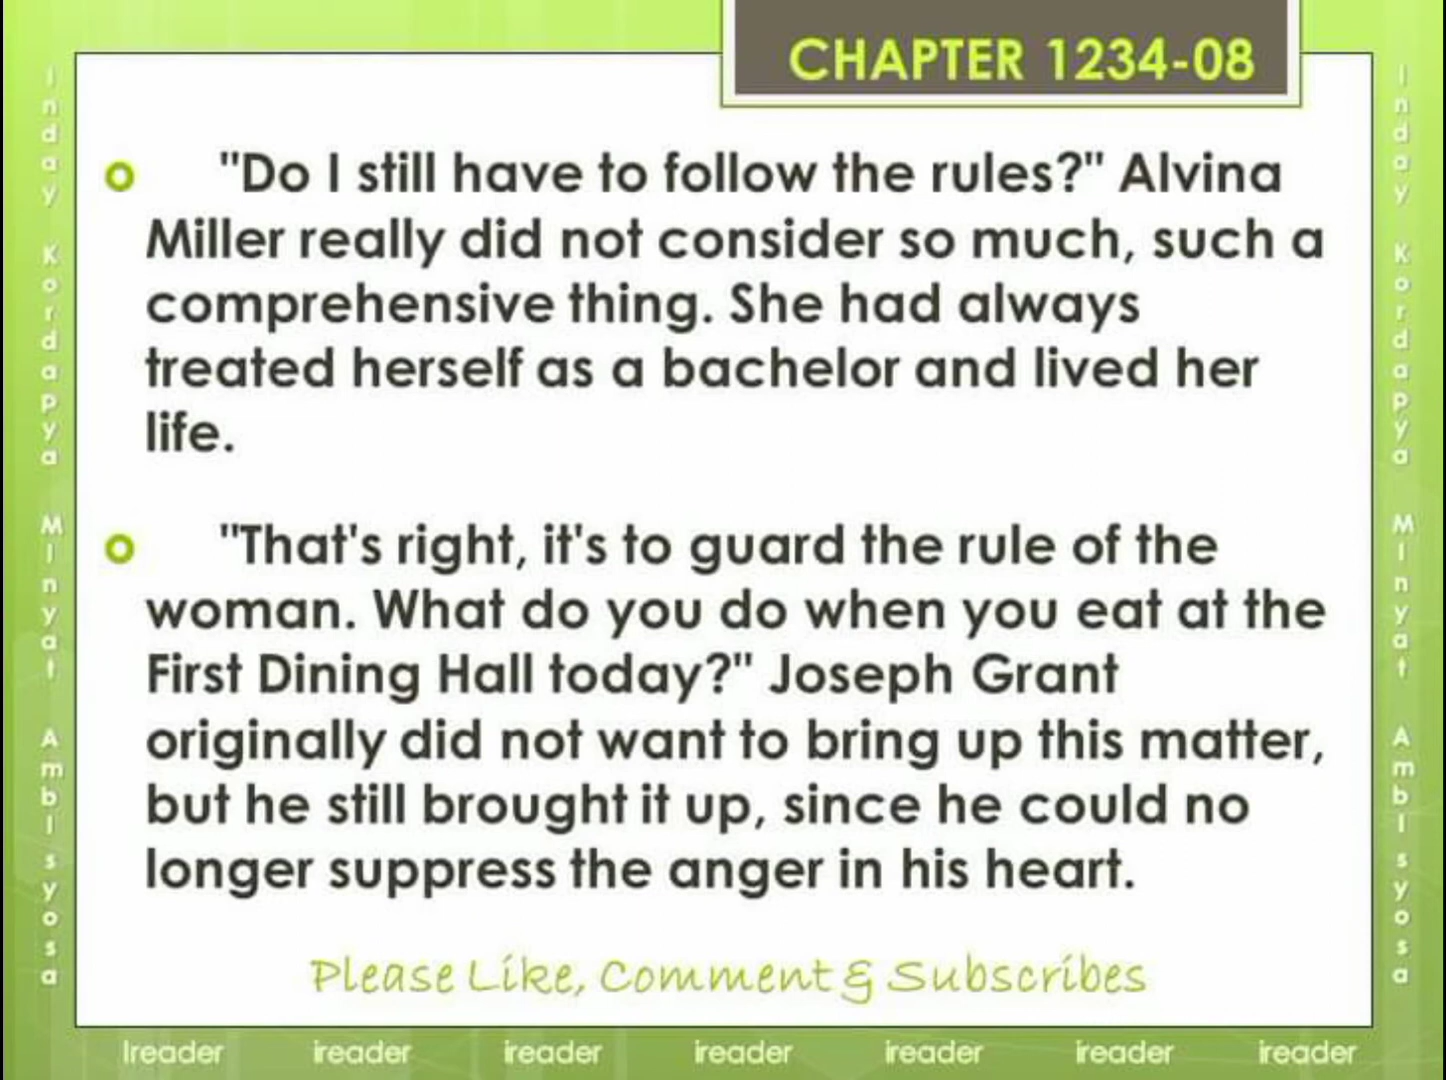 CHAPTER 1234-08
"Do I still have to follow the rules?" Alvina
Miller really did not consider so much, such a
comprehensive thing. She had always
treated herself as a bachelor and lived her
life.
"That's right, it's to guard the rule of the
woman. What do you do when you eat at the
First Dining Hall today?" Joseph Grant
originally did not want to bring up this matter,
but he still brought it up, since he could no
longer suppress the anger in his heart.
Please Like, Comment & Subscribes
Inday Kordapya MInyat AmbIsyosa
Inday Kordapya MInyat AmbIsyosa
Ireader ireader ireader ireader ireader ireader ireader